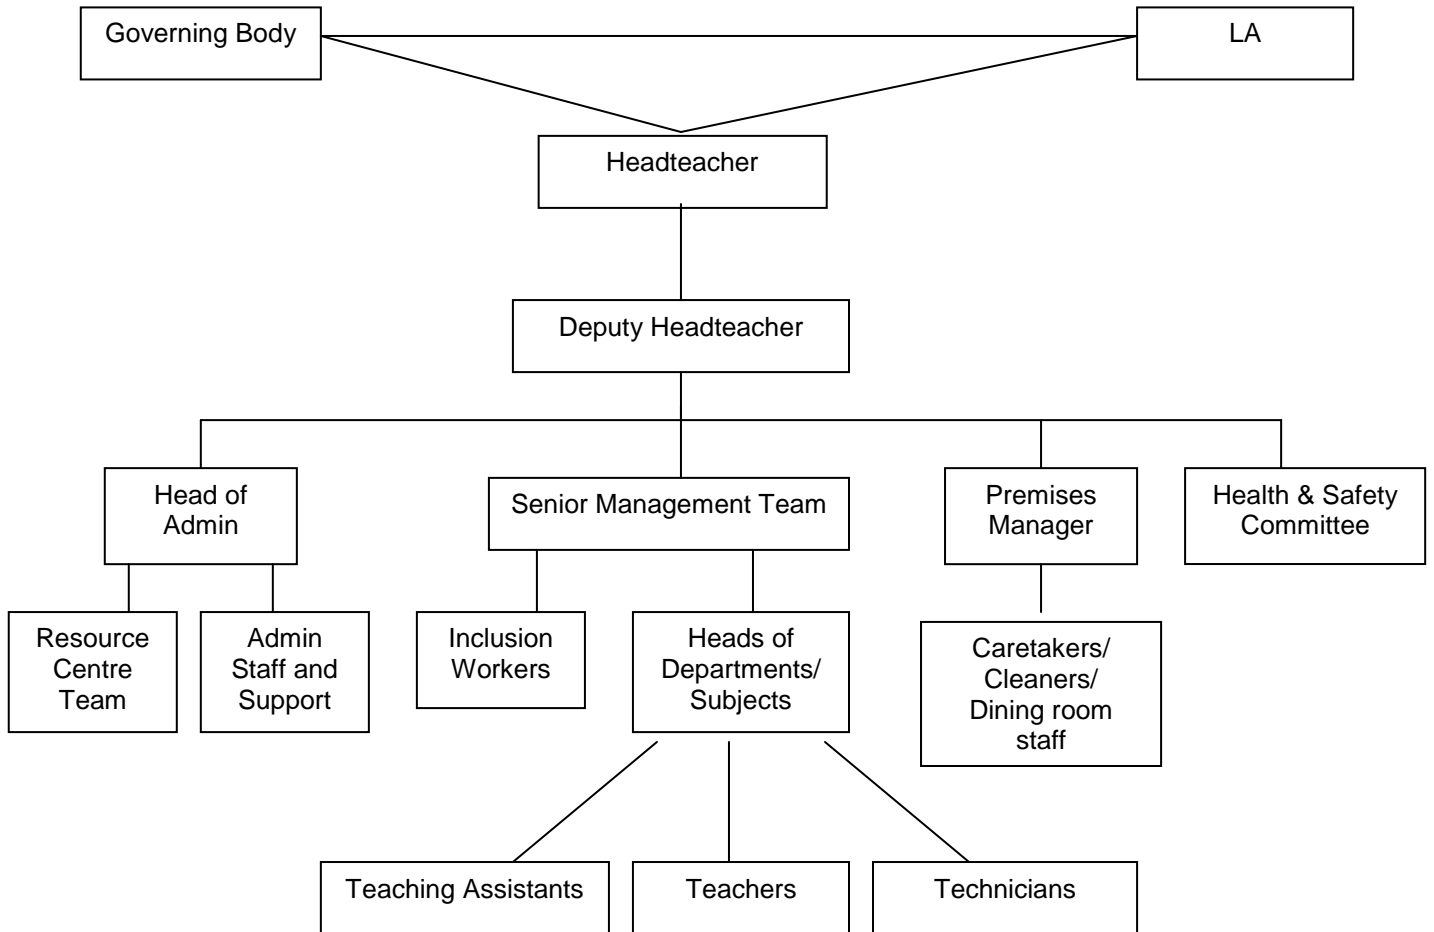 Governing Body
LA
Headteacher
Deputy Headteacher
Head of
Admin
Senior Management Team
Premises
Manager
Health & Safety
Committee
Resource
Centre
Team
Admin
Staff and
Support
Inclusion
Workers
Heads of
Departments/
Subjects
Caretakers/
Cleaners/
Dining room
staff
Teaching Assistants
Teachers
Technicians